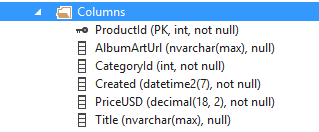 Columns
ProductId (PK, int, not null)
AlbumArtUrl (nvarchar(max), null)
CategoryId (int, not null)
Created (datetime2(7), not null)
PriceUSD (decimal(18, 2), not null)
Title (nvarchar(max), null)